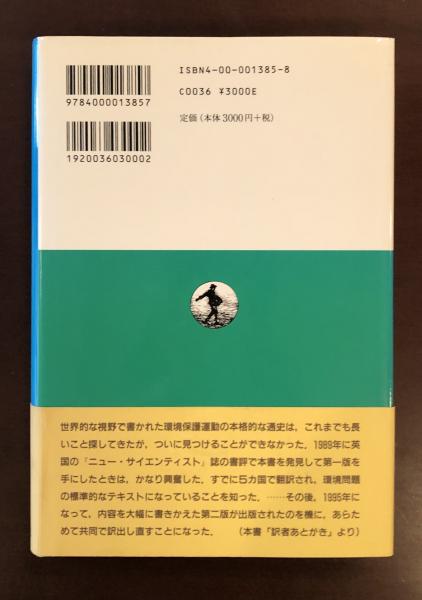 ISBN4-00-001385-8
C0036 ¥3000E
定価(本体3000円+税)
9784000013857
1920036030002
世界的な視野で書かれた環境保護運動の本格的な通史は，これまでも長
いこと探してきたが，ついに見つけることができなかった．1989年に英
国の『ニュー・サイエンティスト』誌の書評で本書を発見して第一版を
手にしたときは，かなり興奮した．すでに5カ国で翻訳され，環境問題
の標準的なテキストになっていることを知った．……その後，1995年に
なって，内容を大幅に書きかえた第二版が出版されたのを機に，あらた
めて共同で訳出し直すことになった．　（本書「訳者あとがき」より）